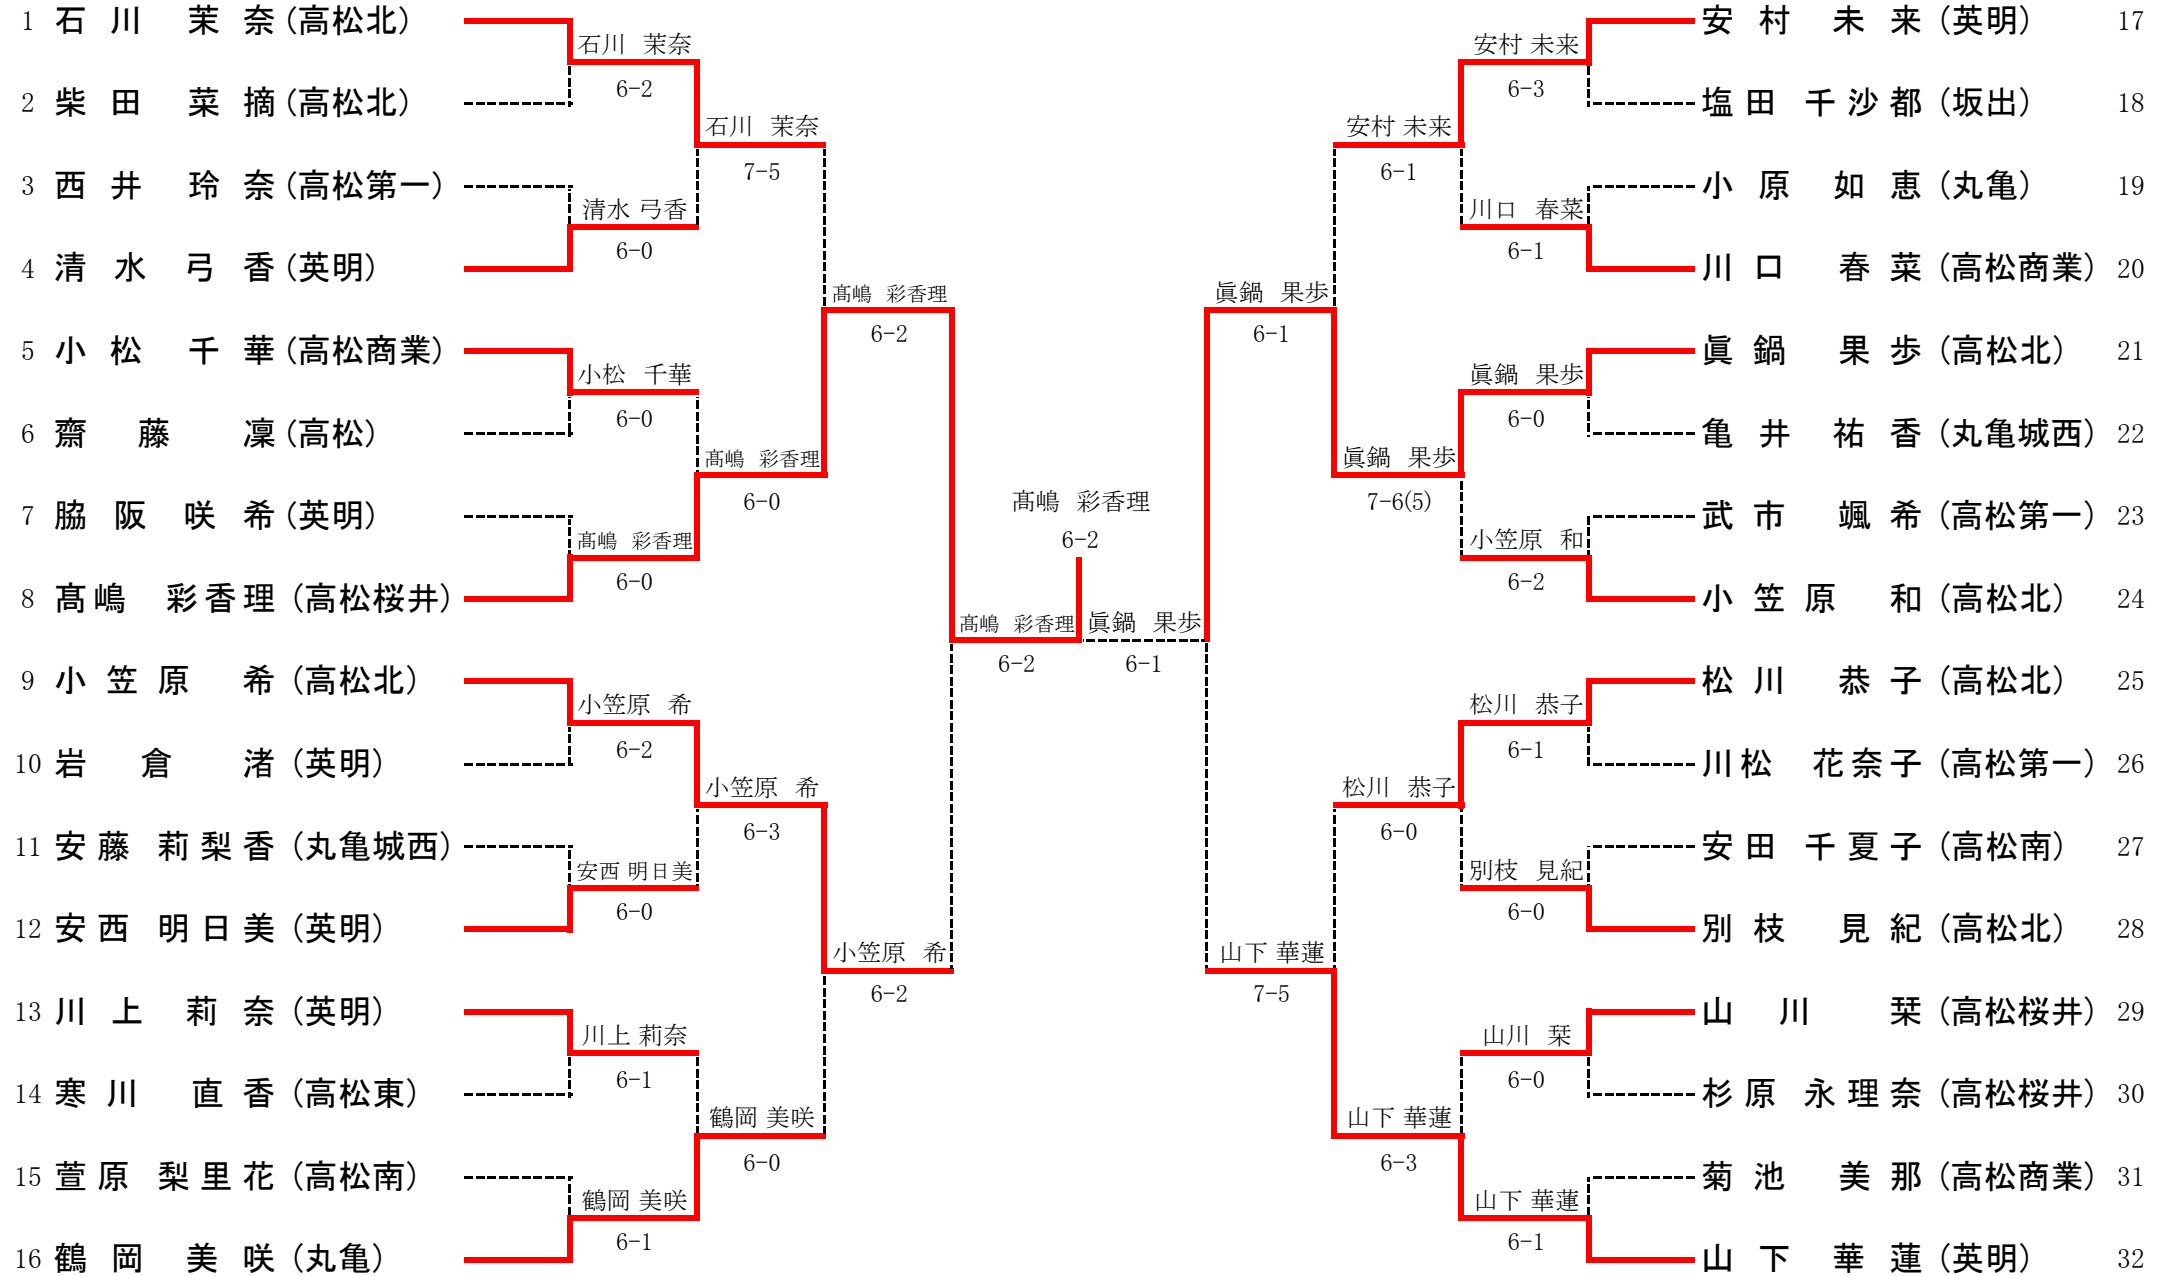 1 石川 茉奈 (高松北)
2 柴田 菜摘 (高松北)
3 西井 玲奈 (高松第一)
4 清水 弓香 (英明)
5 小松 千華 (高松商業)
6 齋藤 凜 (高松)
7 脇阪 咲希 (英明)
8 髙嶋 彩香理 (高松桜井)
9 小笠原 希 (高松北)
10 岩倉 渚 (英明)
11 安藤 莉梨香 (丸亀城西)
12 安西 明日美 (英明)
13 川上 莉奈 (英明)
14 寒川 直香 (高松東)
15 萱原 梨里花 (高松南)
16 鶴岡 美咲 (丸亀)
石川 茉奈
6-2
清水 弓香
6-0
小松 千華
6-0
髙嶋 彩香理
6-0
小笠原 希
6-2
安西 明日美
6-0
川上 莉奈
6-1
鶴岡 美咲
6-1
石川 茉奈
7-5
髙嶋 彩香理
6-0
小笠原 希
6-3
鶴岡 美咲
6-0
髙嶋 彩香理
6-2
小笠原 希
6-2
髙嶋 彩香理
6-2
髙嶋 彩香理
6-2
眞鍋 果歩
6-1
眞鍋 果歩
6-1
山下 華蓮
7-5
安村 未来
6-1
眞鍋 果歩
7-6(5)
松川 恭子
6-0
山下 華蓮
6-3
安村 未来
6-3
川口 春菜
6-1
眞鍋 果歩
6-0
小笠原 和
6-2
松川 恭子
6-1
別枝 見紀
6-0
山川 栞
6-0
山下 華蓮
6-1
安村 未来 (英明) 17
塩田 千沙都 (坂出) 18
小原 如恵 (丸亀) 19
川口 春菜 (高松商業) 20
眞鍋 果歩 (高松北) 21
亀井 祐香 (丸亀城西) 22
武市 颯希 (高松第一) 23
小笠原 和 (高松北) 24
松川 恭子 (高松北) 25
川松 花奈子 (高松第一) 26
安田 千夏子 (高松南) 27
別枝 見紀 (高松北) 28
山川 栞 (高松桜井) 29
杉原 永理奈 (高松桜井) 30
菊池 美那 (高松商業) 31
山下 華蓮 (英明) 32